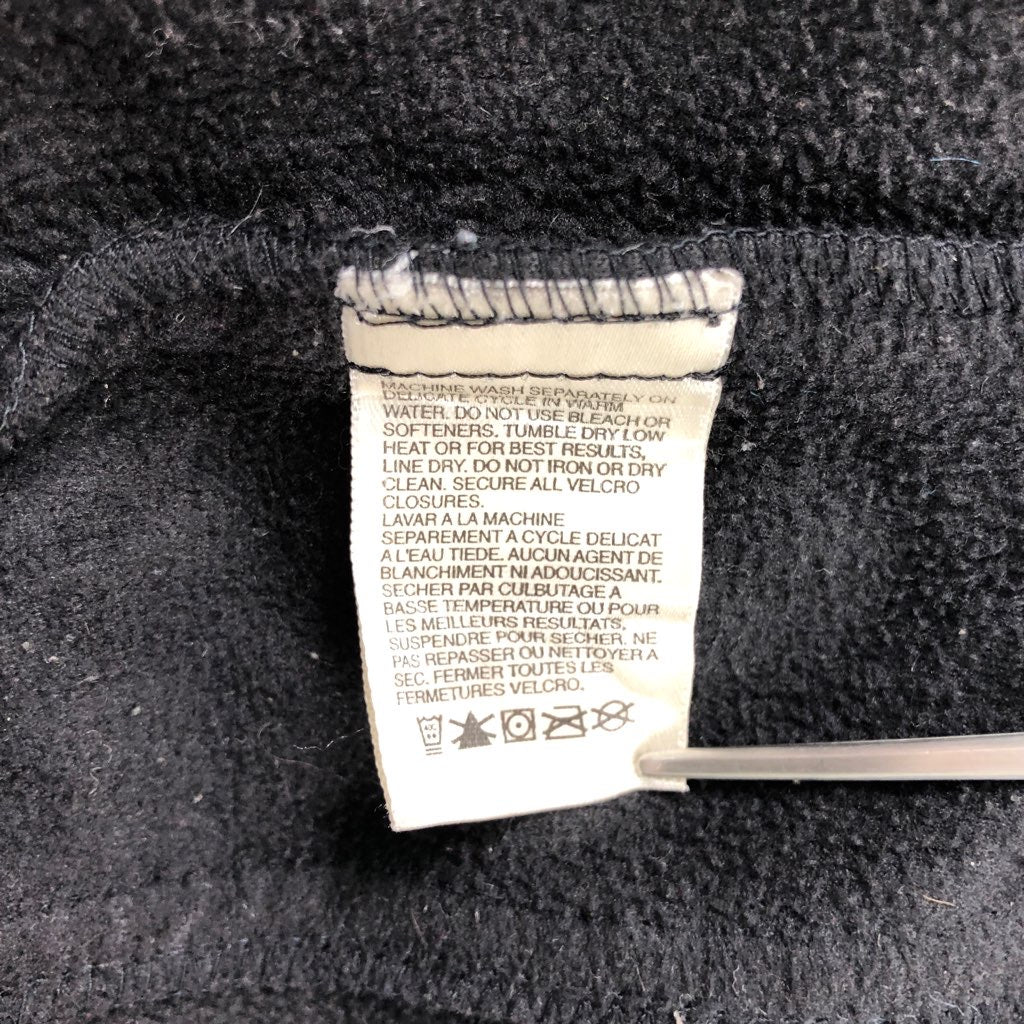 MACHINE WASH SEPARATELY ON
DELICATE CYCLE IN WARM
WATER. DO NOT USE BLEACH OR
SOFTENERS. TUMBLE DRY LOW
HEAT OR FOR BEST RESULTS,
LINE DRY. DO NOT IRON OR DRY
CLEAN. SECURE ALL VELCRO
CLOSURES.
LAVAR A LA MACHINE
SEPAREMENT A CYCLE DELICAT
A L'EAU TIEDE. AUCUN AGENT DE
BLANCHIMENT NI ADOUCISSANT.
SECHER PAR CULBUTAGE A
BASSE TEMPERATURE OU POUR
LES MEILLEURS RESULTATS,
SUSPENDRE POUR SECHER. NE
PAS REPASSER OU NETTOYER A
SEC. FERMER TOUTES LES
FERMETURES VELCRO.